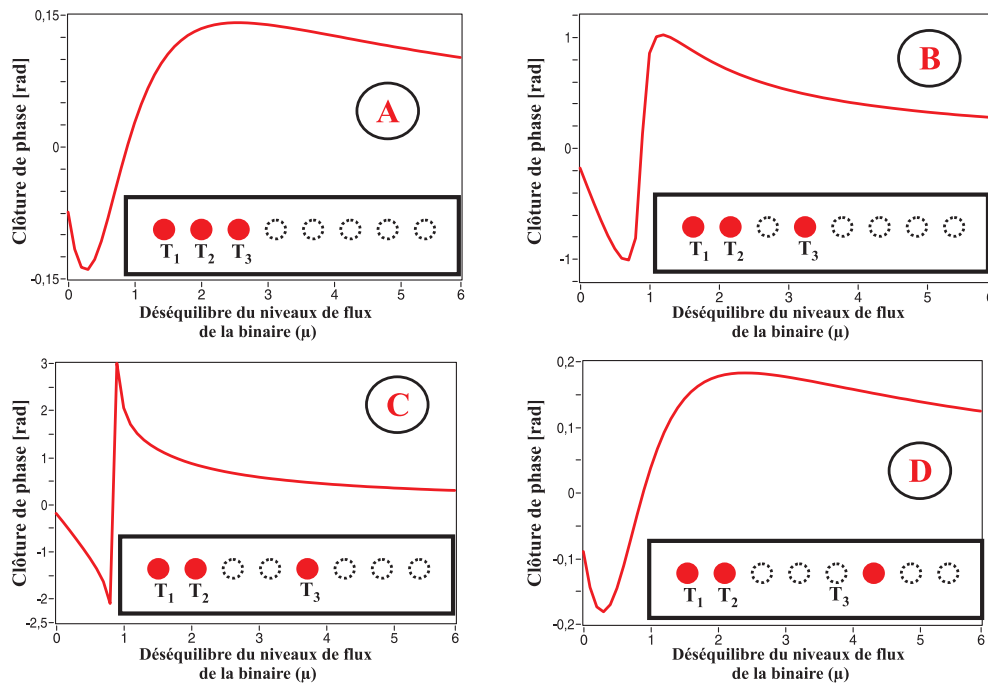 0,15
0
-0,15
Clôture de phase [rad]
A
T1 T2 T3
0 1 2 3 4 5 6
Déséquilibre du niveaux de flux
de la binaire (µ)
1
0
-1
Clôture de phase [rad]
B
T1 T2 T3
0 1 2 3 4 5 6
Déséquilibre du niveaux de flux
de la binaire (µ)
3
2
1
0
-1
-2
-2,5
Clôture de phase [rad]
C
T1 T2 T3
0 1 2 3 4 5 6
Déséquilibre du niveaux de flux
de la binaire (µ)
0,2
0,1
0
-0,1
-0,2
Clôture de phase [rad]
D
T1 T2 T3
0 1 2 3 4 5 6
Déséquilibre du niveaux de flux
de la binaire (µ)